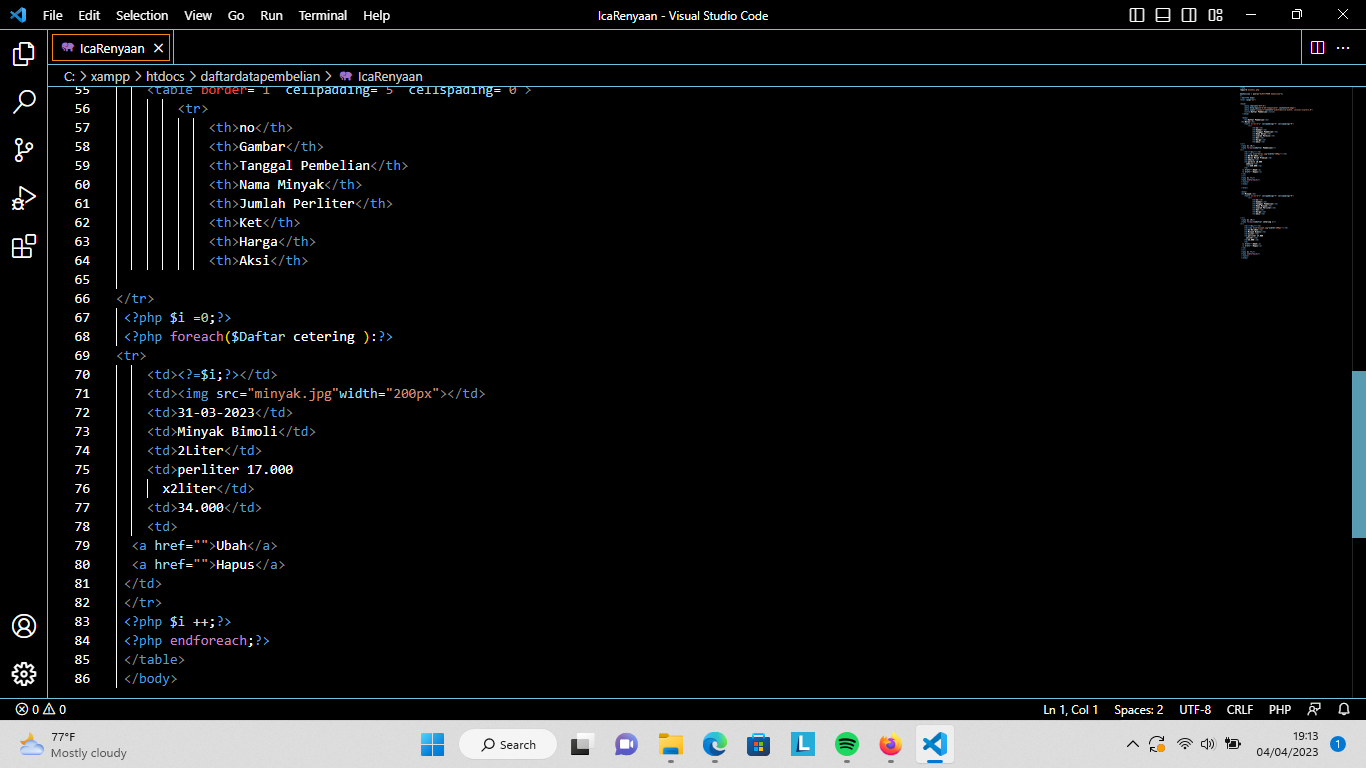 File Edit Selection View Go Run Terminal Help
IcaRenyaan - Visual Studio Code
IcaRenyaan
C: > xampp > htdocs > daftardatapembelian > IcaRenyaan
55 <table border="1" cellpadding="5" cellspading="0">
56 <tr>
57 <th>no</th>
58 <th>Gambar</th>
59 <th>Tanggal Pembelian</th>
60 <th>Nama Minyak</th>
61 <th>Jumlah Perliter</th>
62 <th>Ket</th>
63 <th>Harga</th>
64 <th>Aksi</th>
65
66 </tr>
67 <?php $i =0;?>
68 <?php foreach($Daftar cetering ):?>
69 <tr>
70 <td><?=$i;?></td>
71 <td><img src="minyak.jpg"width="200px"></td>
72 <td>31-03-2023</td>
73 <td>Minyak Bimoli</td>
74 <td>2Liter</td>
75 <td>perliter 17.000
76 x2liter</td>
77 <td>34.000</td>
78 <td>
79 <a href="">Ubah</a>
80 <a href="">Hapus</a>
81 </td>
82 </tr>
83 <?php $i ++;?>
84 <?php endforeach;?>
85 </table>
86 </body>
0 0
Ln 1, Col 1 Spaces: 2 UTF-8 CRLF PHP
77°F
Mostly cloudy
Search
L
19:13
04/04/2023
1